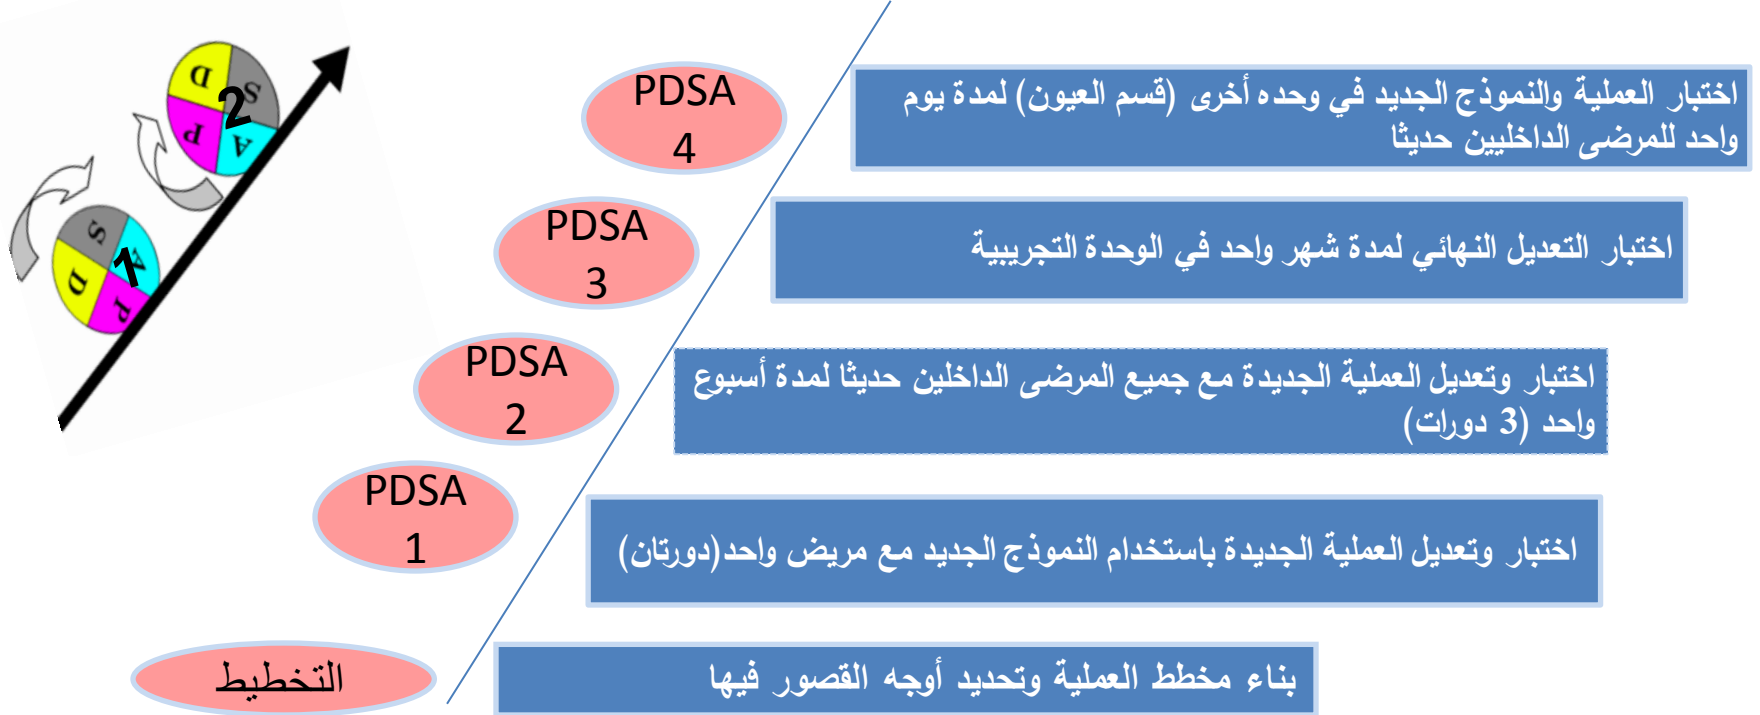 D
S
P
A
2
S
A
D
P
1
PDSA
4
اختبار العملية والنموذج الجديد في وحده أخرى (قسم العيون) لمدة يوم
واحد للمرضى الداخليين حديثا
PDSA
3
اختبار التعديل النهائي لمدة شهر واحد في الوحدة التجريبية
PDSA
2
اختبار وتعديل العملية الجديدة مع جميع المرضى الداخلين حديثا لمدة أسبوع
واحد (3 دورات)
PDSA
1
اختبار وتعديل العملية الجديدة باستخدام النموذج الجديد مع مريض واحد(دورتان)
التخطيط
بناء مخطط العملية وتحديد أوجه القصور فيها